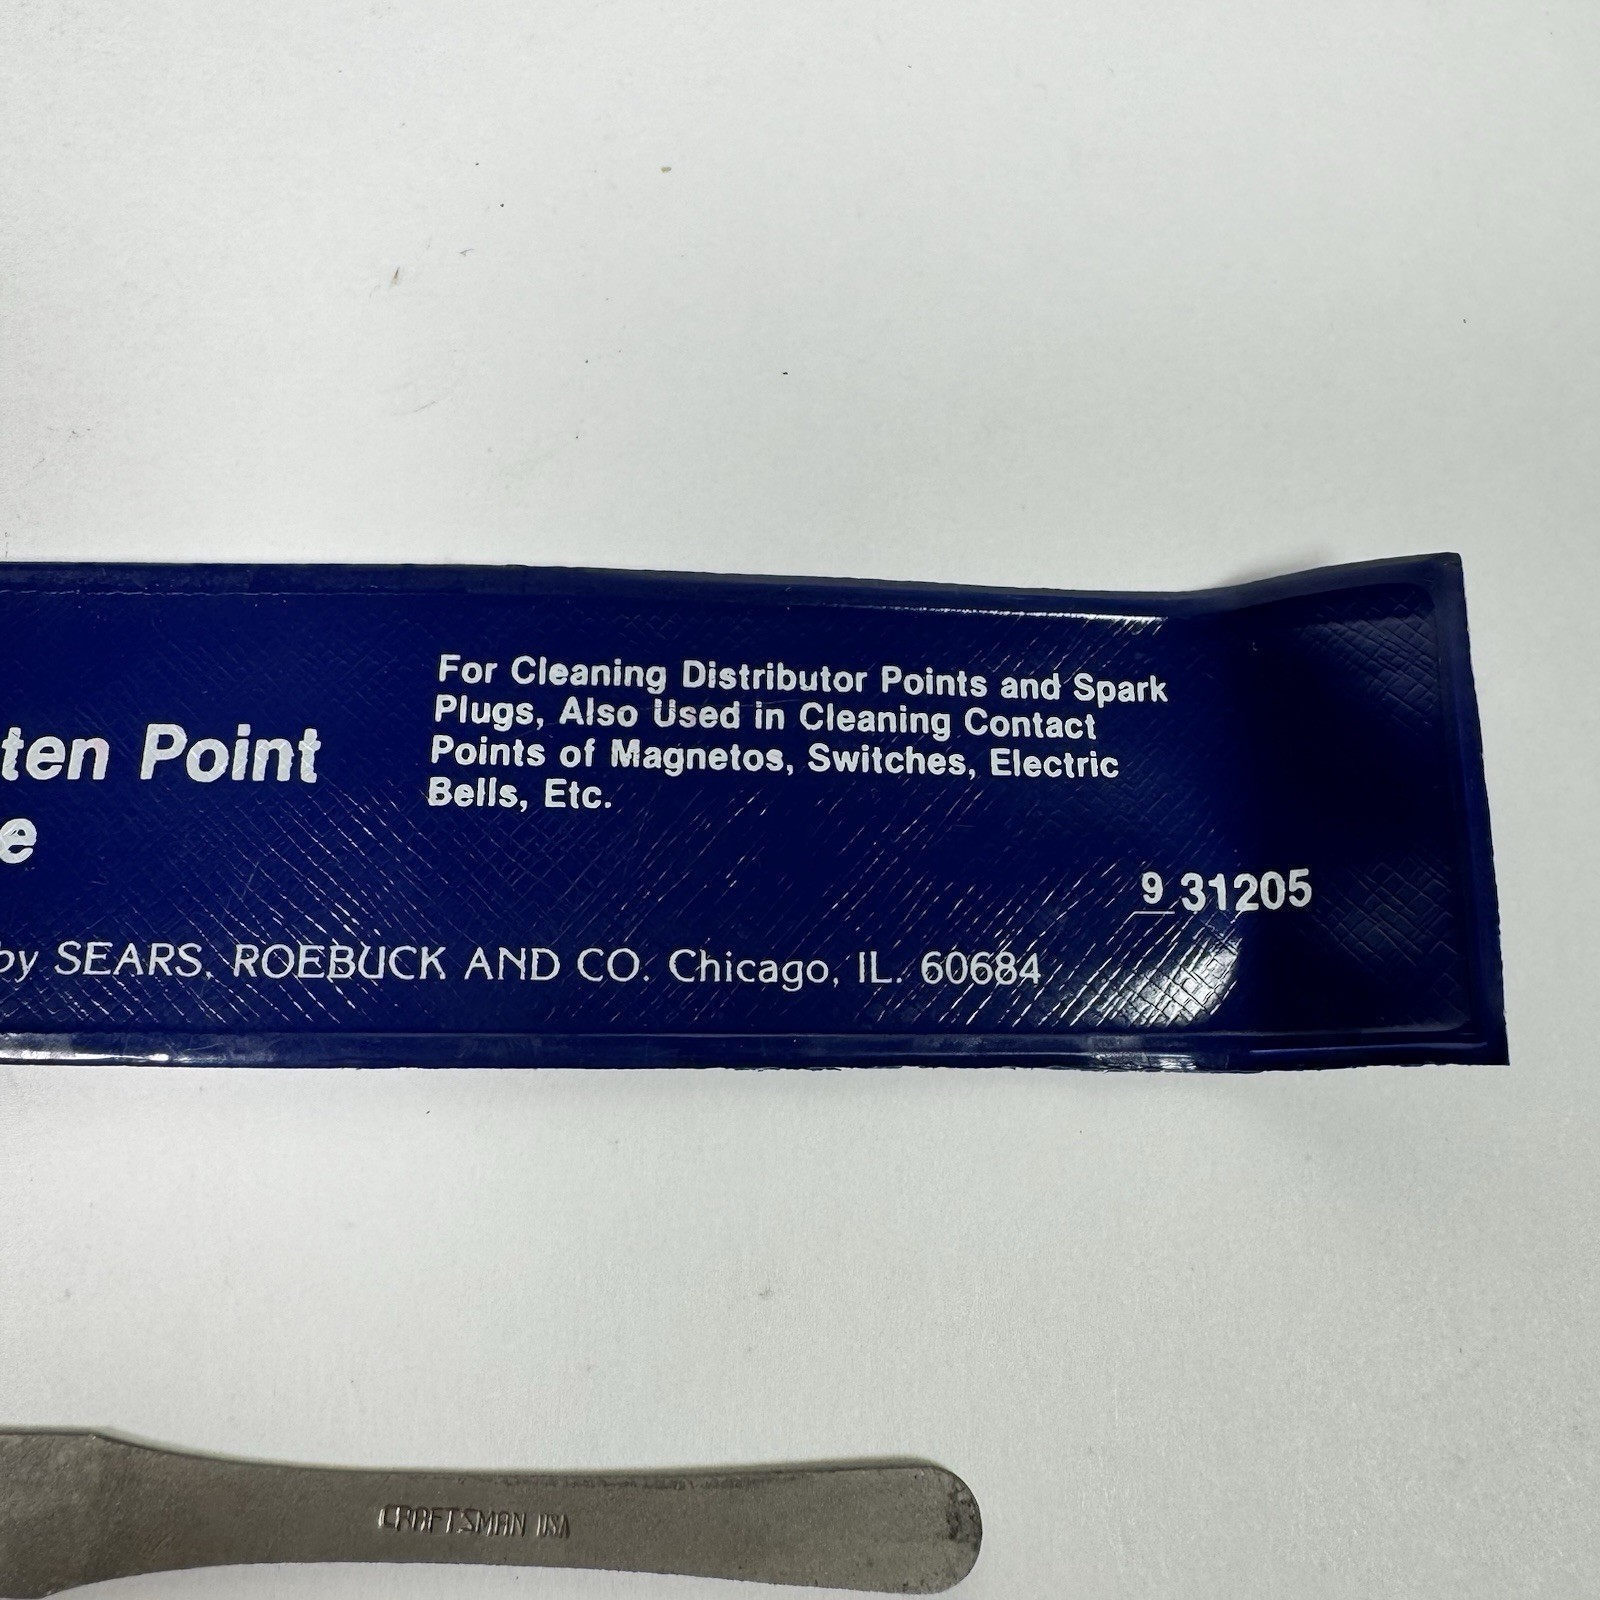 ten Point
e
For Cleaning Distributor Points and Spark
Plugs, Also Used in Cleaning Contact
Points of Magnetos, Switches, Electric
Bells, Etc.
9 31205
by SEARS, ROEBUCK AND CO. Chicago, IL. 60684
CRAFTSMAN USA